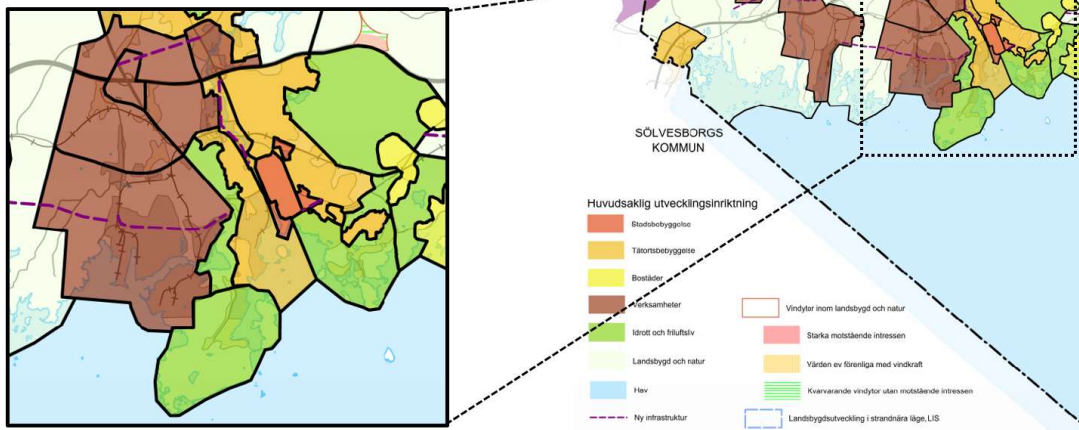 SÖLVESBORGS
KOMMUN
Huvudsaklig utvecklingsinriktning
Stadsbebyggelse
Tätortsbebyggelse
Bostäder
Verksamheter
Idrott och friluftsliv
Landsbygd och natur
Hav
Ny infrastruktur
Vindytor inom landsbygd och natur
Starka motstående intressen
Värden ev förenliga med vindkraft
Kvarvarande vindytor utan motstående intressen
Landsbygdsutveckling i strandnära läge, LIS